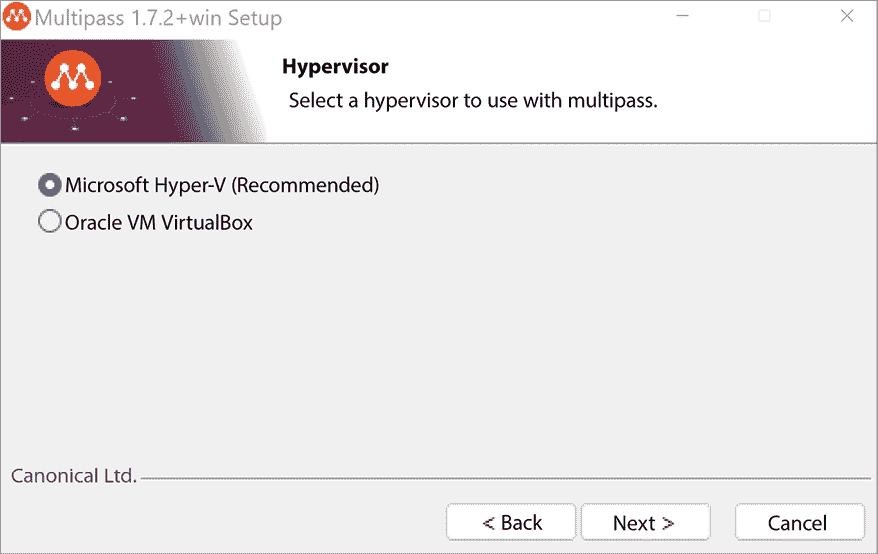 Multipass 1.7.2+win Setup
Hypervisor
Select a hypervisor to use with multipass.
Microsoft Hyper-V (Recommended)
Oracle VM VirtualBox
Canonical Ltd.
< Back
Next >
Cancel